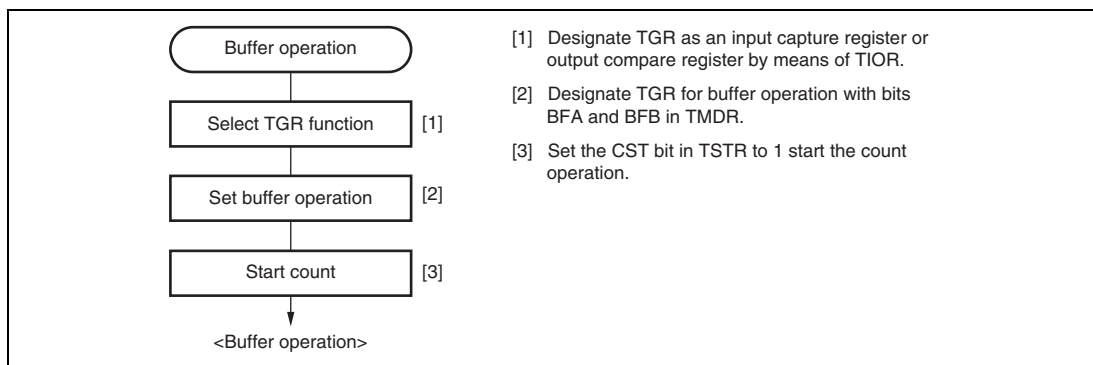 Buffer operation
Select TGR function
[1]
Set buffer operation
[2]
Start count
[3]
<Buffer operation>
[1] Designate TGR as an input capture register or
output compare register by means of TIOR.
[2] Designate TGR for buffer operation with bits
BFA and BFB in TMDR.
[3] Set the CST bit in TSTR to 1 start the count
operation.